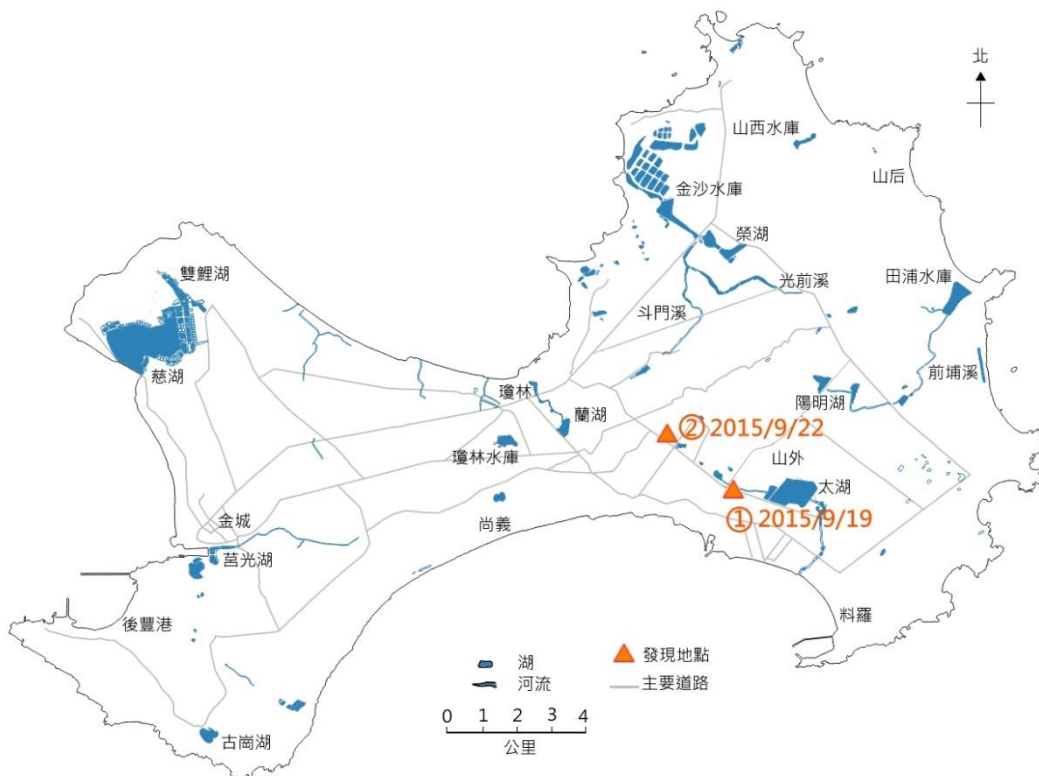 北
山西水庫
山后
金沙水庫
榮湖
雙鯉湖
光前溪
田浦水庫
斗門溪
慈湖
瓊林
前埔溪
陽明湖
蘭湖
② 2015/9/22
瓊林水庫
山外
太湖
尚義
① 2015/9/19
金城
莒光湖
後豐港
料羅
湖
發現地點
河流
主要道路
0 1 2 3 4
公里
古崗湖